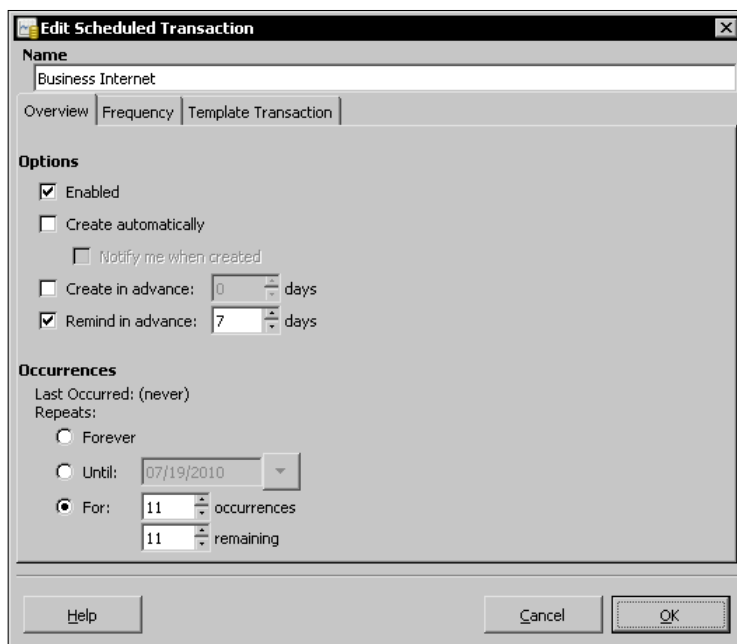 Edit Scheduled Transaction
Name
Business Internet
Overview Frequency Template Transaction
Options
Enabled
Create automatically
Notify me when created
Create in advance: 0 days
Remind in advance: 7 days
Occurrences
Last Occurred: (never)
Repeats:
Forever
Until: 07/19/2010
For: 11 occurrences
11 remaining
Help Cancel OK